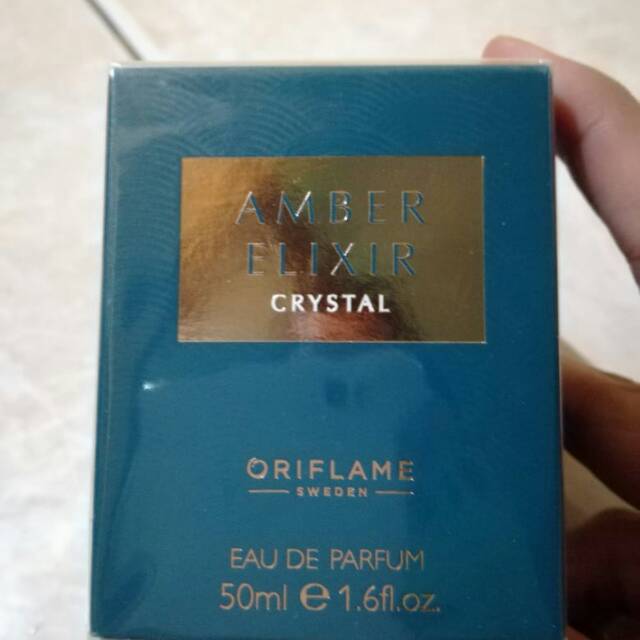 AMBER
ELIXIR
CRYSTAL
ORIFLAME
SWEDEN
EAU DE PARFUM
50ml e 1.6fl.oz.